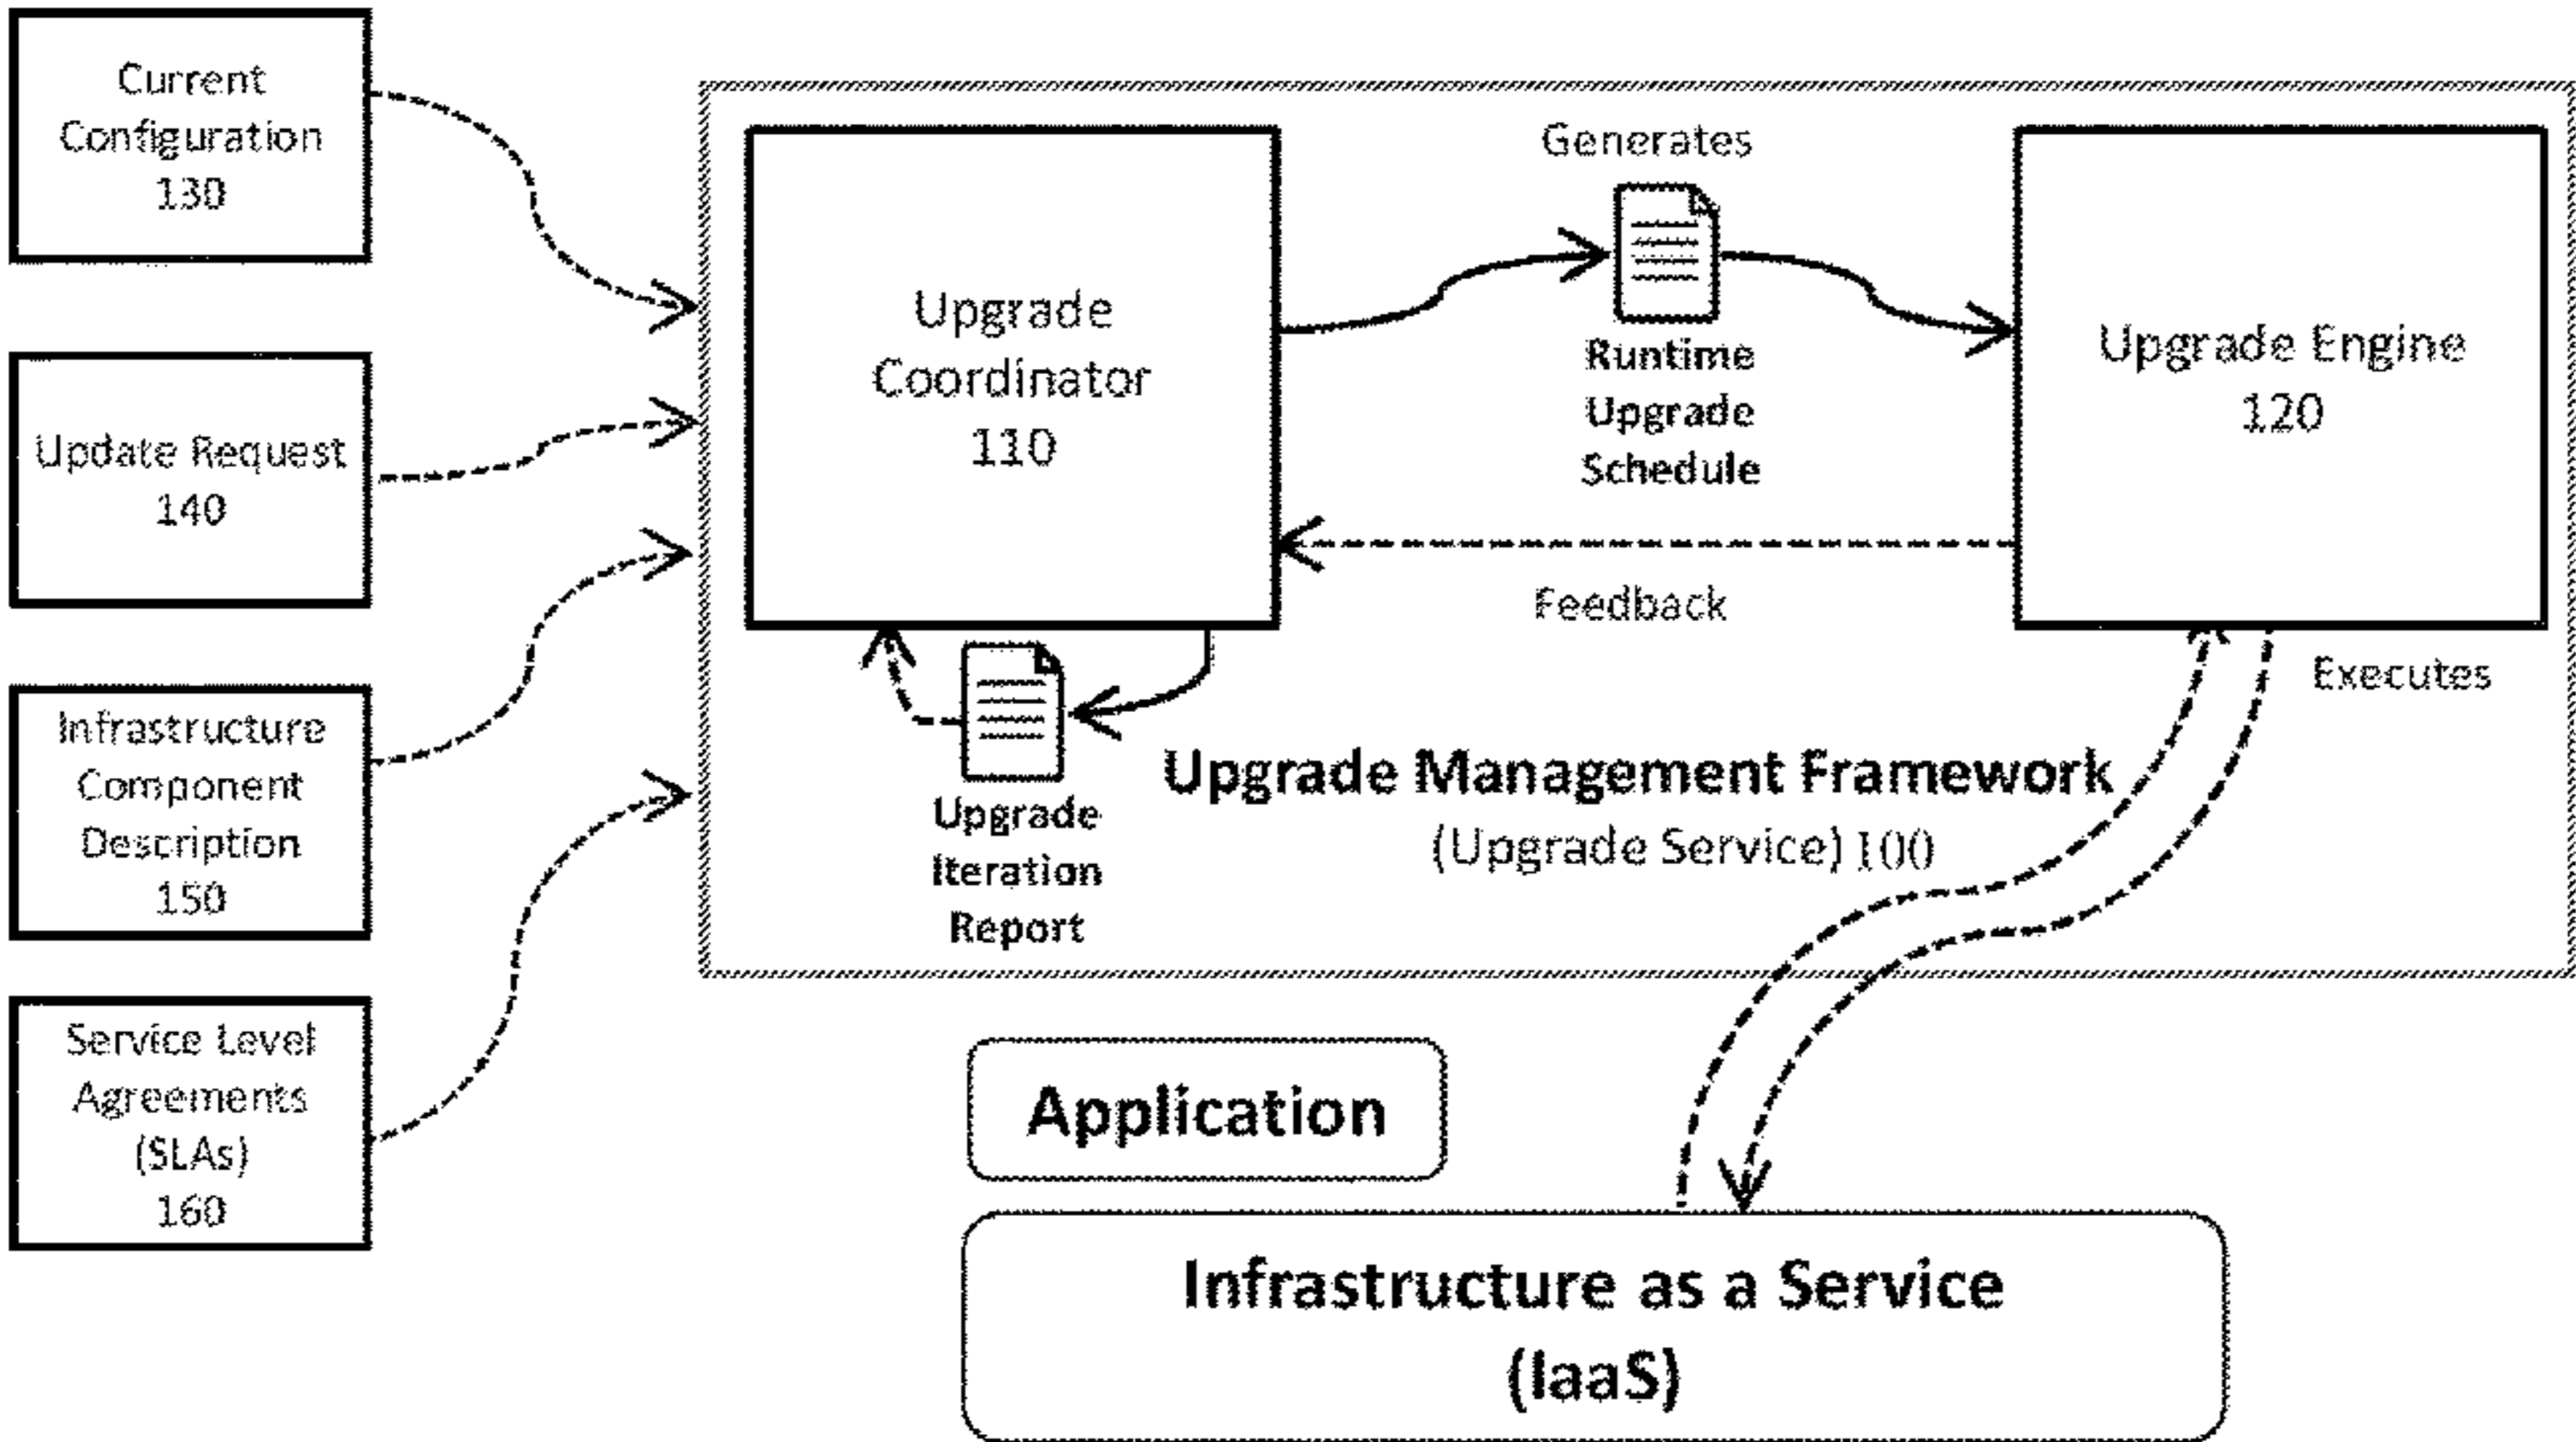 Current
Configuration
130
Update Request
140
Infrastructure
Component
Description
150
Service Level
Agreements
(SLAs)
160
Upgrade
Coordinator
110
Generates
Runtime
Upgrade
Schedule
Upgrade Engine
120
Feedback
Executes
Upgrade
Iteration
Report
Upgrade Management Framework
(Upgrade Service) 100
Application
Infrastructure as a Service
(IaaS)